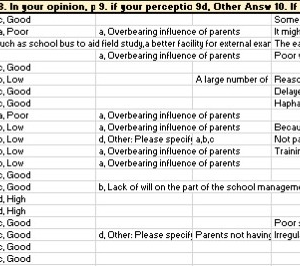 8. In your opinion, p 9. if your perceptic 9d, Other Answ 10. If
c, Good Some
a, Poor a, Overbearing influence of parents It migh
such as school bus to aid field study,a better facility for external exar The ea
c, Good a, Overbearing influence of parents Poor
c, Good
b, Low A large number of Reaso
c, Good Delaye
c, Good Hapha
a, Poor a, Overbearing influence of parents
b, Low a, Overbearing influence of parents Becau
b, Low d, Other: Please specify a,b,c Not pa
b, Low a, Overbearing influence of parents Trainin
b, Low a, Overbearing influence of parents
c, Good
c, Good b, Lack of will on the part of the school manageme
d, High
d, High
c, Good Poor
c, Good d, Other: Please specify Parents not having Irregula
c, Good
c, Good